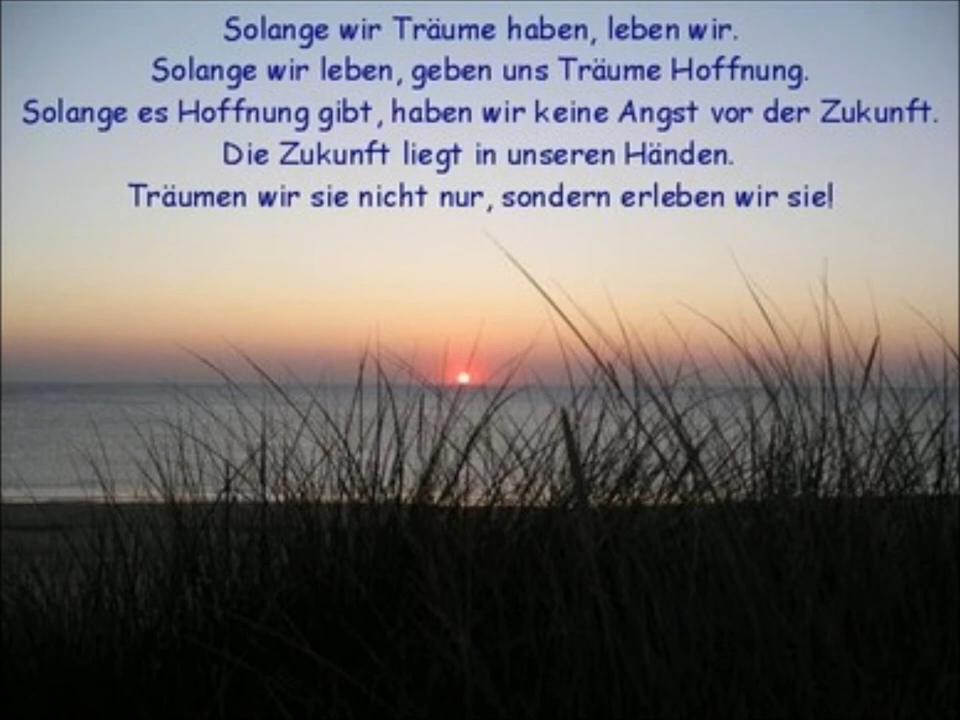 Solange wir Träume haben, leben wir.
Solange wir leben, geben uns Träume Hoffnung.
Solange es Hoffnung gibt, haben wir keine Angst vor der Zukunft.
Die Zukunft liegt in unseren Händen.
Träumen wir sie nicht nur, sondern erleben wir sie!